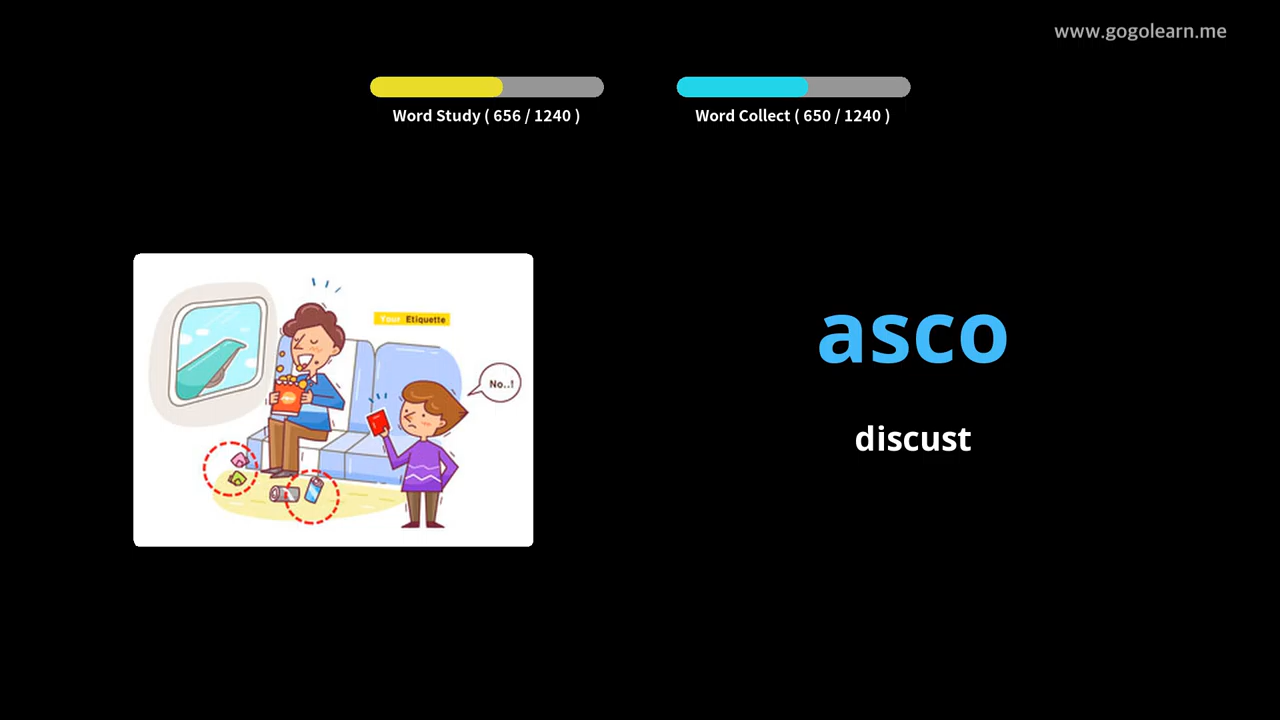 www.gogolearn.me
Word Study ( 656 / 1240 )
Word Collect ( 650 / 1240 )
Your Etiquette
No..!
asco
discust